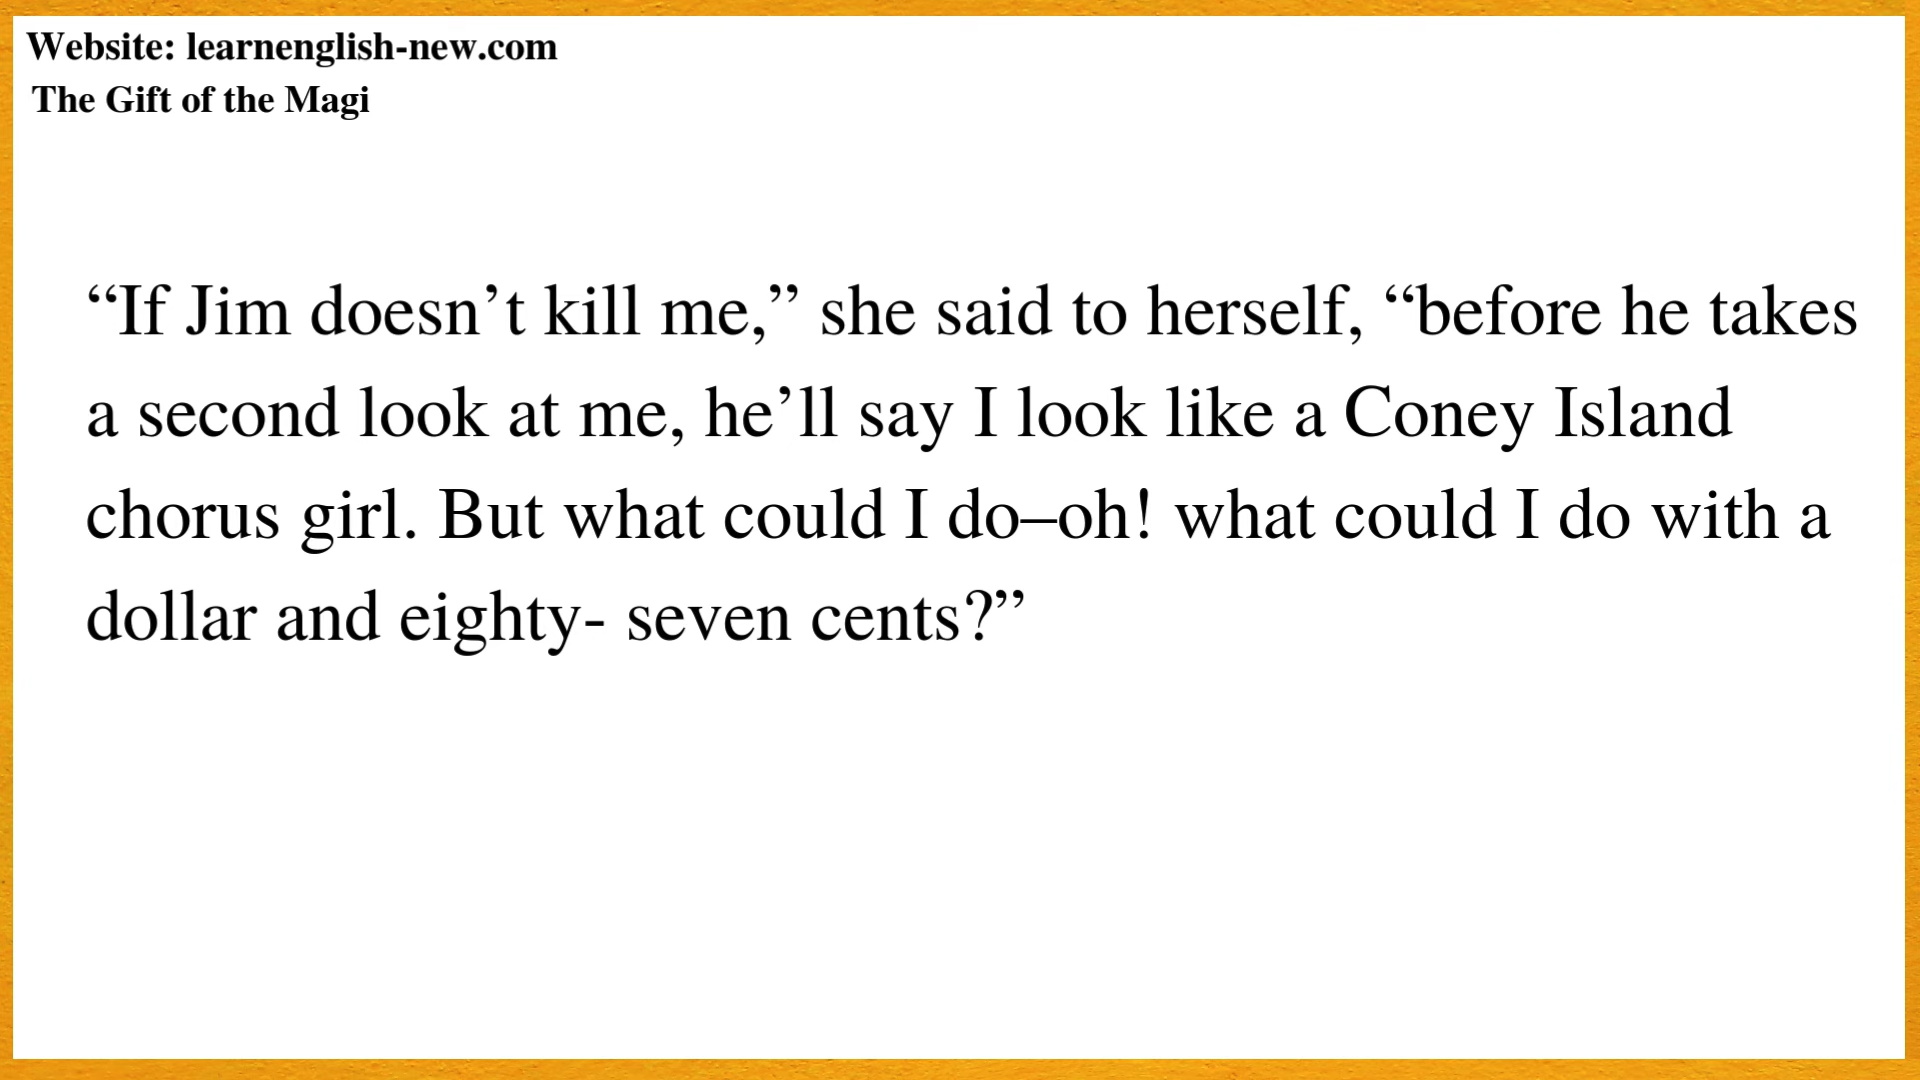 Website: learnenglish-new.com
The Gift of the Magi
“If Jim doesn’t kill me,” she said to herself, “before he takes
a second look at me, he’ll say I look like a Coney Island
chorus girl. But what could I do–oh! what could I do with a
dollar and eighty- seven cents?”